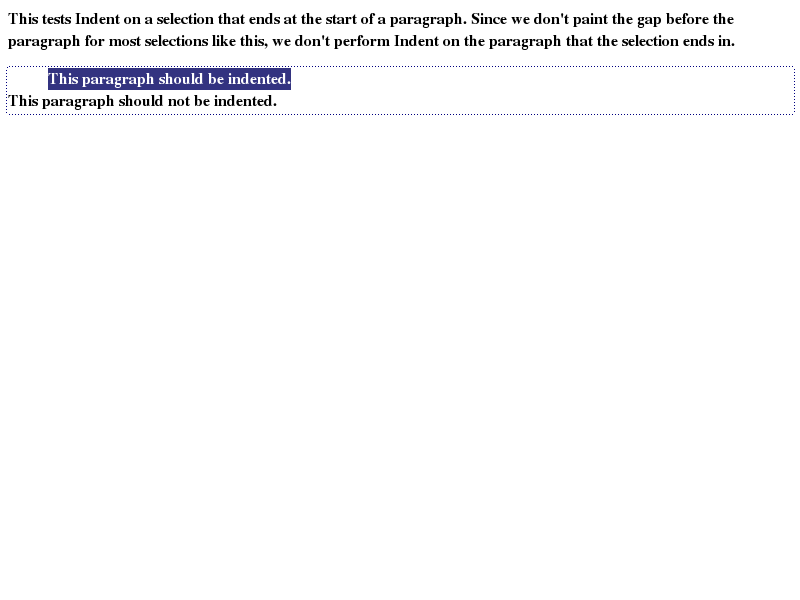 This tests Indent on a selection that ends at the start of a paragraph. Since we don't paint the gap before the
paragraph for most selections like this, we don't perform Indent on the paragraph that the selection ends in.
This paragraph should be indented.
This paragraph should not be indented.